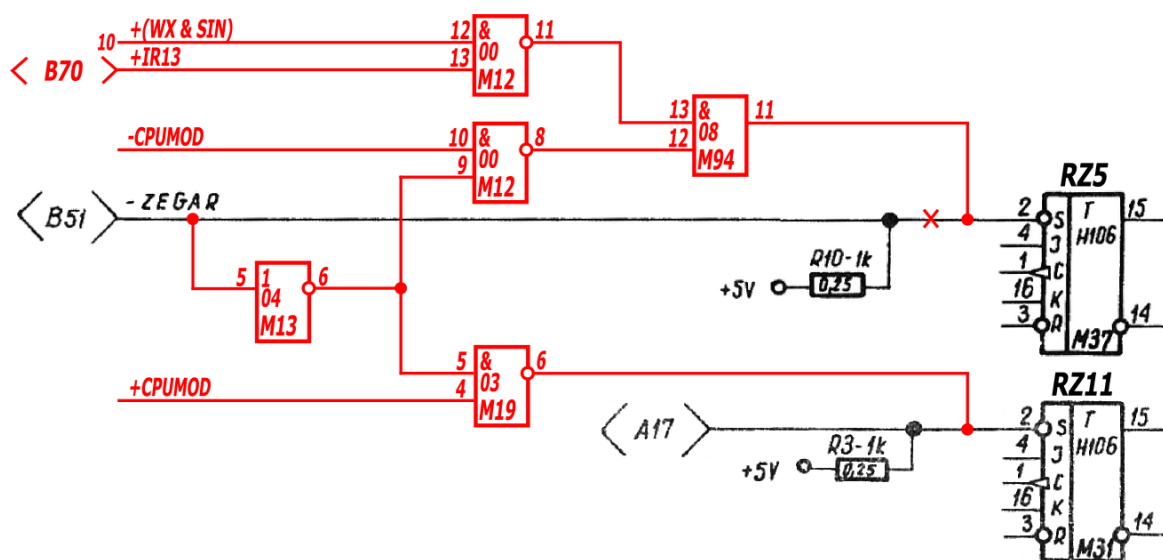 +(WX & SIN)
10
B70
+IR13
12 & 11
00
13
M12
-CPUMOD
10 & 8
00
9
M12
13 & 11
08
12
M94
B51
-ZEGAR
R10-1k
0,25
+5V
5 1 6
04
M13
RZ5
2 S T 15
4 J H106
1 C
16 K
3 R 14
M37
+CPUMOD
5 & 6
03
4
M19
A17
R3-1k
0,25
+5V
RZ11
2 S T 15
4 J H106
1 C
16 K
3 R 14
M31